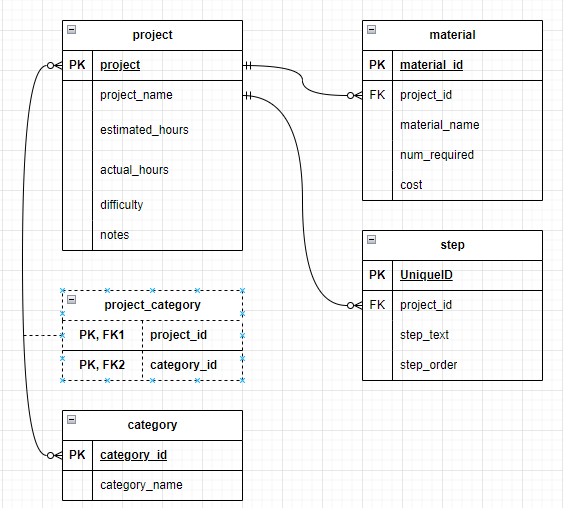 project
PK project
project_name
estimated_hours
actual_hours
difficulty
notes
material
PK material_id
FK project_id
material_name
num_required
cost
step
PK UniqueID
FK project_id
step_text
step_order
project_category
PK, FK1 project_id
PK, FK2 category_id
category
PK category_id
category_name